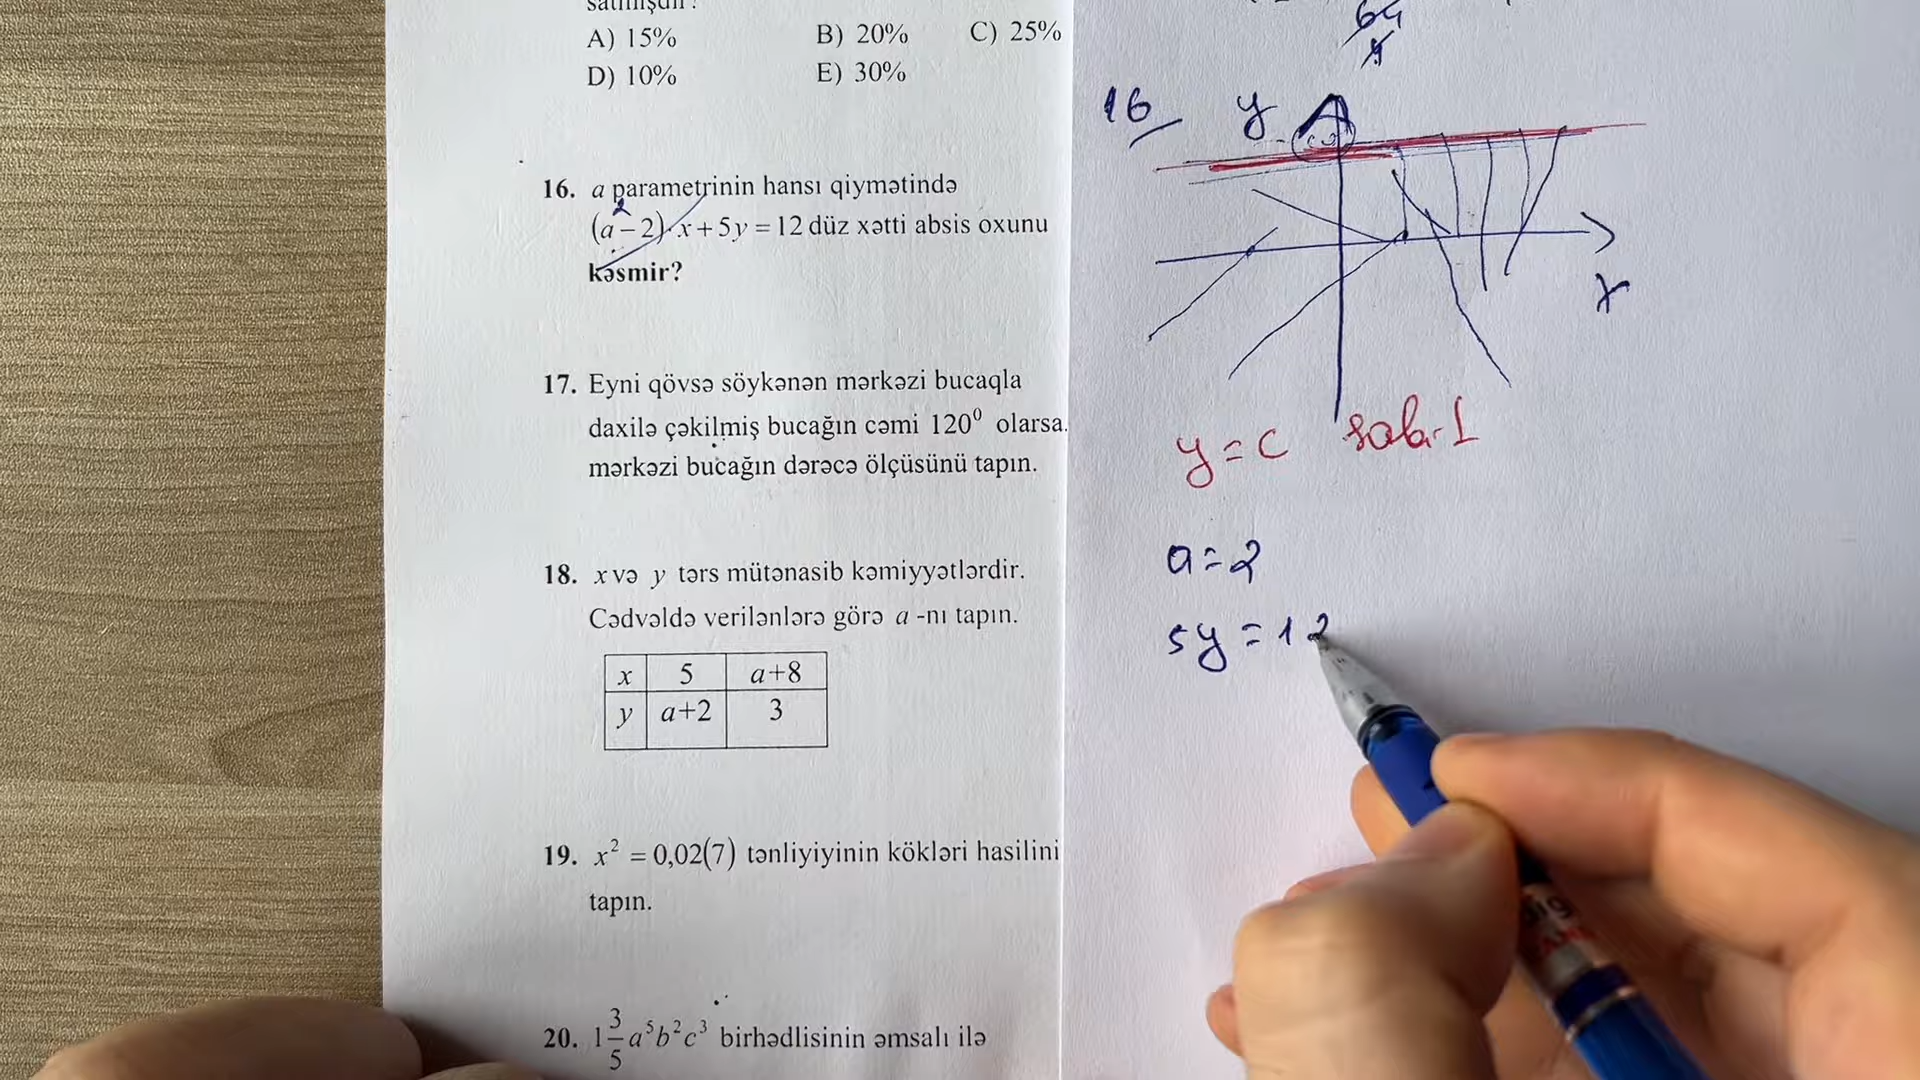 A) 15% B) 20% C) 25%
D) 10% E) 30%
16. a parametrinin hansı qiymətində
(a – 2)·x + 5y = 12 düz xətti absis oxunu
kəsmir?
2
17. Eyni qövsə söykənən mərkəzi bucaqla
daxilə çəkilmiş bucağın cəmi 120⁰ olarsa
mərkəzi bucağın dərəcə ölçüsünü tapın.
18. x və y tərs mütənasib kəmiyyətlərdir.
Cədvəldə verilənlərə görə a -nı tapın.
x 5 a+8
y a+2 3
19. x² = 0,02(7) tənliyiyinin kökləri hasilini
tapın.
20. 1 3/5 a⁵b²c³ birhədlisinin əmsalı ilə
64
16
y
x
y = c
a = 2
5y = 12